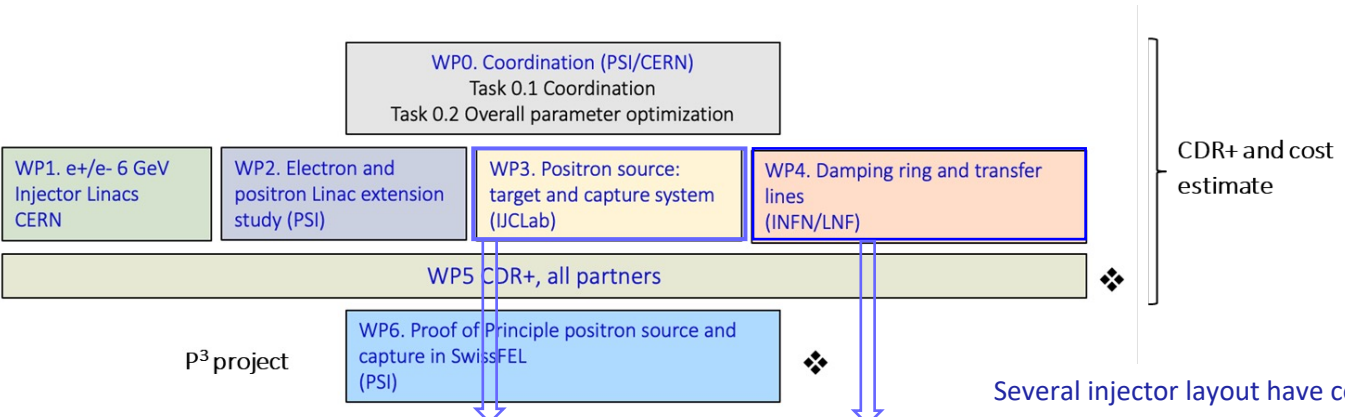 WP0. Coordination (PSI/CERN)
Task 0.1 Coordination
Task 0.2 Overall parameter optimization
WP1. e+/e- 6 GeV
Injector Linacs
CERN
WP2. Electron and
positron Linac extension
study (PSI)
WP3. Positron source:
target and capture system
(IJCLab)
WP4. Damping ring and transfer
lines
(INFN/LNF)
CDR+ and cost
estimate
WP5 CDR+, all partners
P³ project
WP6. Proof of Principle positron source and
capture in SwissFEL
(PSI)
Several injector layout have